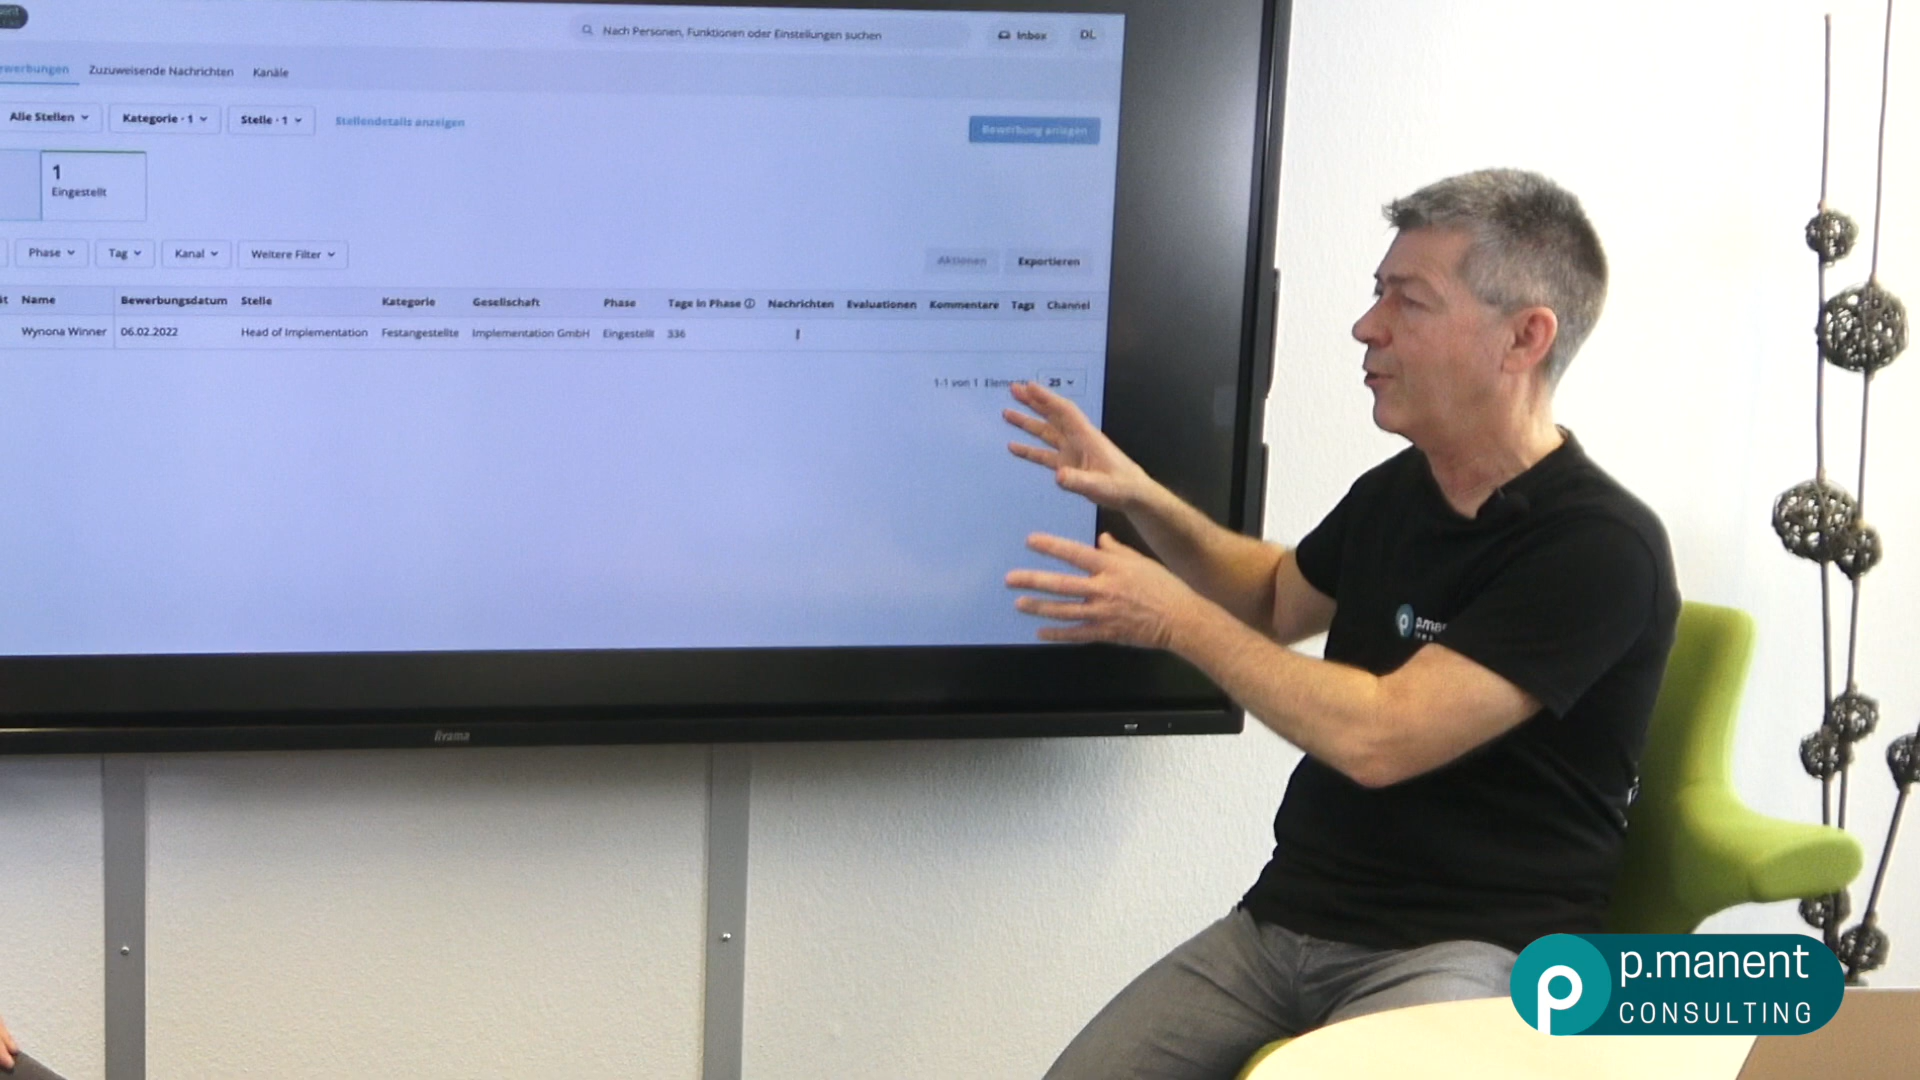 Nach Personen, Funktionen oder Einstellungen suchen
Inbox
DL
Zuzuweisende Nachrichten
Kanäle
Alle Stellen
Kategorie · 1
Stelle · 1
Stellendetails anzeigen
Bewerbung anlegen
1
Eingestellt
Phase
Tag
Kanal
Weitere Filter
Aktionen
Exportieren
Name Bewerbungsdatum Stelle Kategorie Gesellschaft Phase Tage in Phase Nachrichten Evaluationen Kommentare Tags Channel
Wynona Winner 06.02.2022 Head of Implementation Festangestellte Implementation GmbH Eingestellt 336
1-1 von 1
25
iiyama
p.manent
CONSULTING